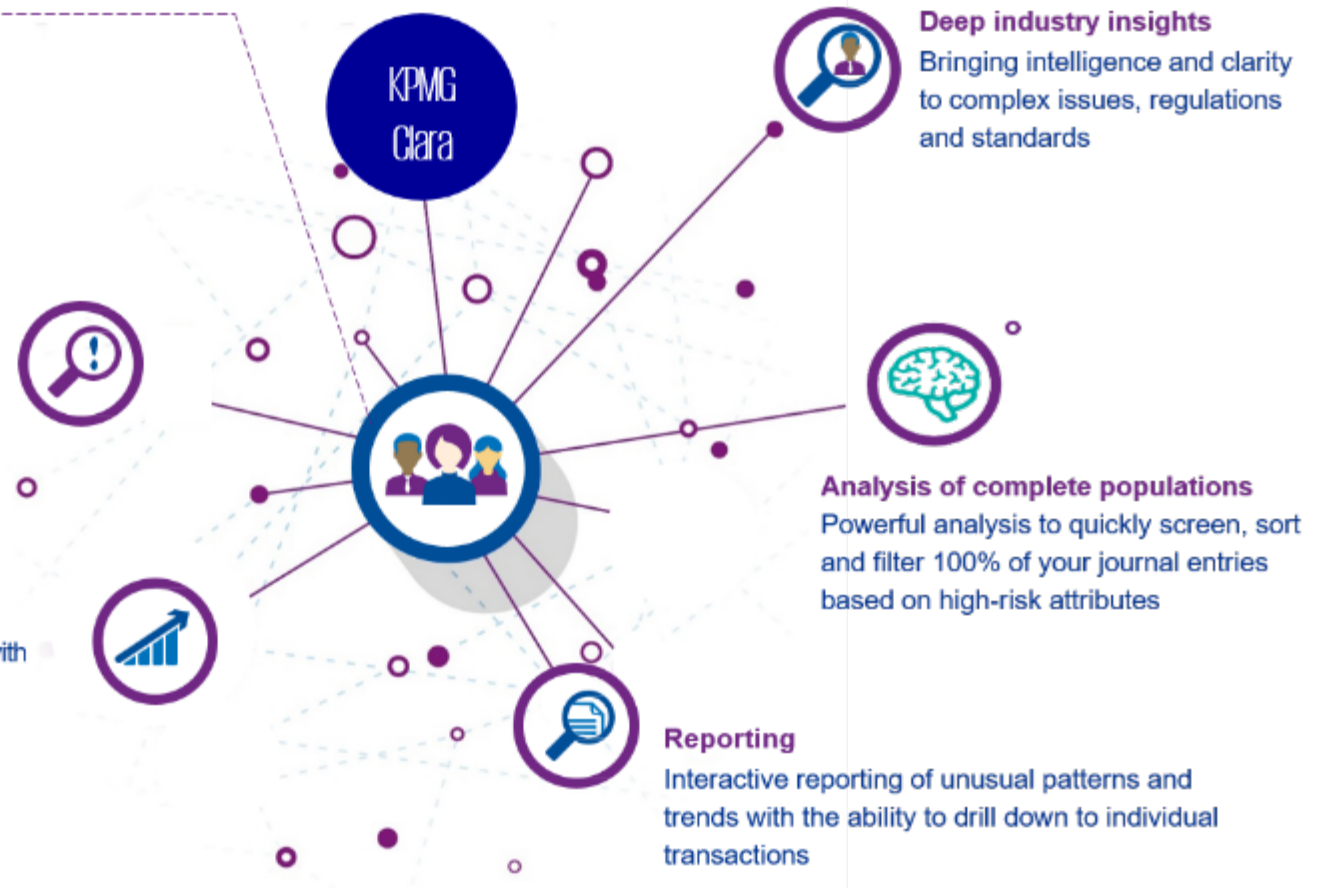 KPMG
Clara
Deep industry insights
Bringing intelligence and clarity
to complex issues, regulations
and standards
Analysis of complete populations
Powerful analysis to quickly screen, sort
and filter 100% of your journal entries
based on high-risk attributes
Reporting
Interactive reporting of unusual patterns and
trends with the ability to drill down to individual
transactions